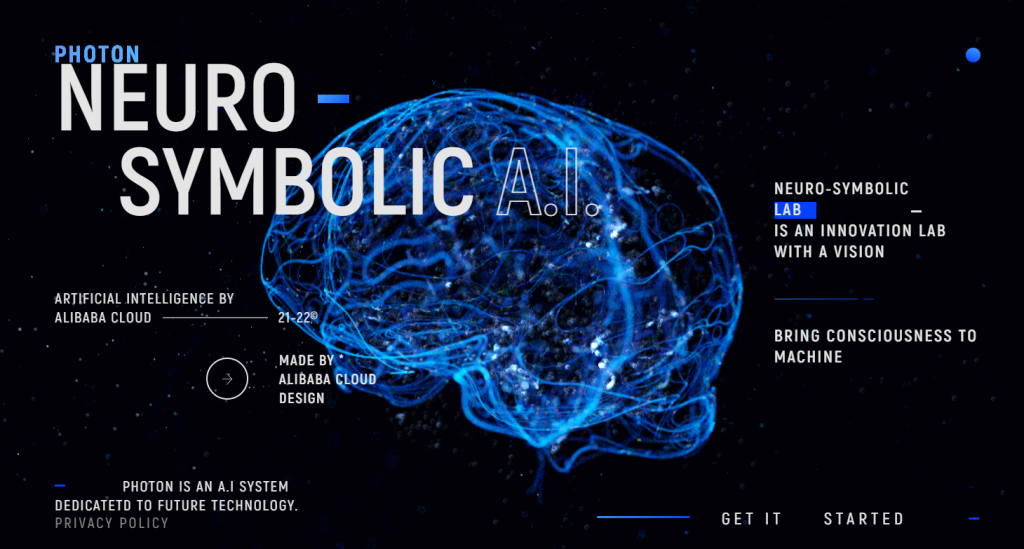 PHOTON
NEURO-
SYMBOLIC A.I.
NEURO-SYMBOLIC
LAB –
IS AN INNOVATION LAB
WITH A VISION
ARTIFICIAL INTELLIGENCE BY
ALIBABA CLOUD — 21-22©
BRING CONSCIOUSNESS TO
MACHINE
MADE BY *
ALIBABA CLOUD
DESIGN
PHOTON IS AN A.I SYSTEM
DEDICATETD TO FUTURE TECHNOLOGY.
PRIVACY POLICY
GET IT STARTED